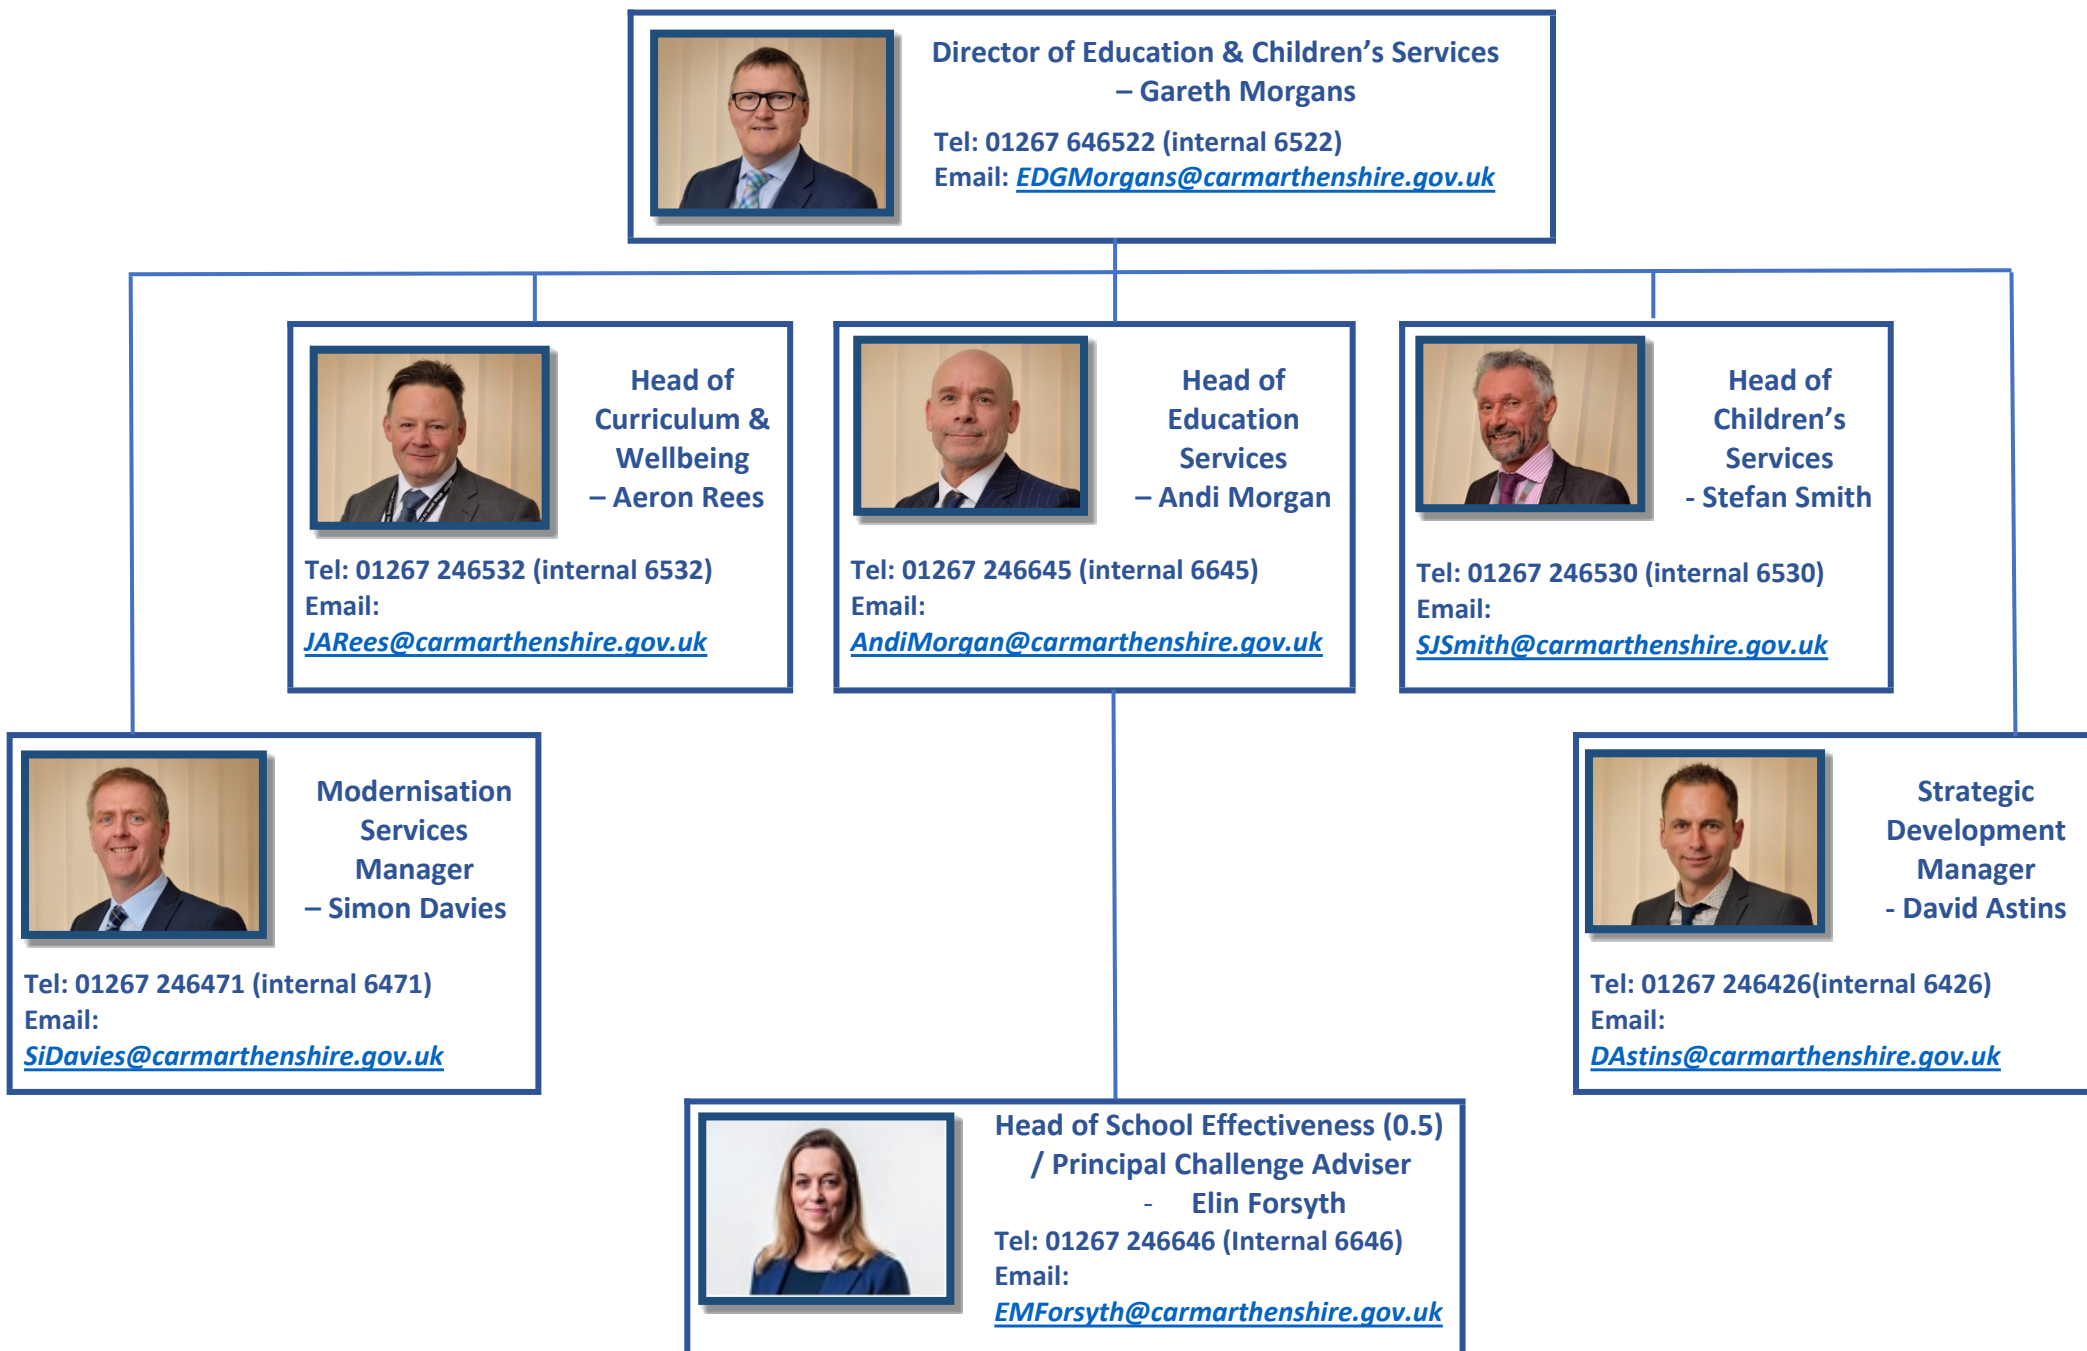 Director of Education & Children’s Services
– Gareth Morgans
Tel: 01267 646522 (internal 6522)
Email: EDGMorgans@carmarthenshire.gov.uk
Head of
Curriculum &
Wellbeing
– Aeron Rees
Tel: 01267 246532 (internal 6532)
Email:
JARees@carmarthenshire.gov.uk
Head of
Education
Services
– Andi Morgan
Tel: 01267 246645 (internal 6645)
Email:
AndiMorgan@carmarthenshire.gov.uk
Head of
Children’s
Services
- Stefan Smith
Tel: 01267 246530 (internal 6530)
Email:
SJSmith@carmarthenshire.gov.uk
Modernisation
Services
Manager
– Simon Davies
Tel: 01267 246471 (internal 6471)
Email:
SiDavies@carmarthenshire.gov.uk
Strategic
Development
Manager
- David Astins
Tel: 01267 246426(internal 6426)
Email:
DAstins@carmarthenshire.gov.uk
Head of School Effectiveness (0.5)
/ Principal Challenge Adviser
- Elin Forsyth
Tel: 01267 246646 (Internal 6646)
Email:
EMForsyth@carmarthenshire.gov.uk